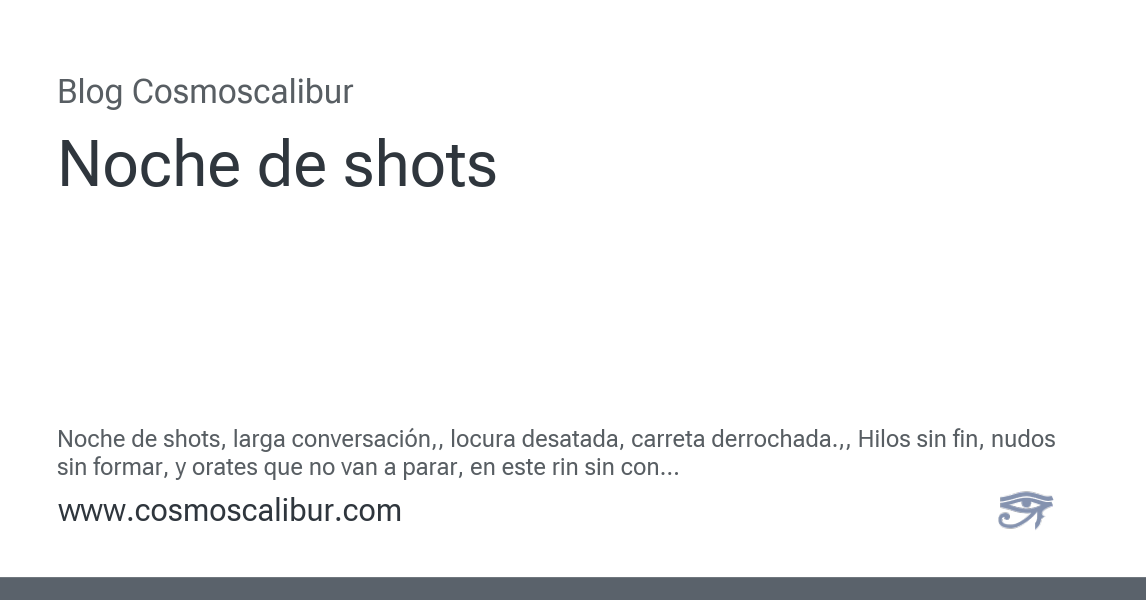 Blog Cosmoscalibur
Noche de shots
Noche de shots, larga conversación,, locura desatada, carreta derrochada.,, Hilos sin fin, nudos
sin formar, y orates que no van a parar, en este rin sin con...
www.cosmoscalibur.com